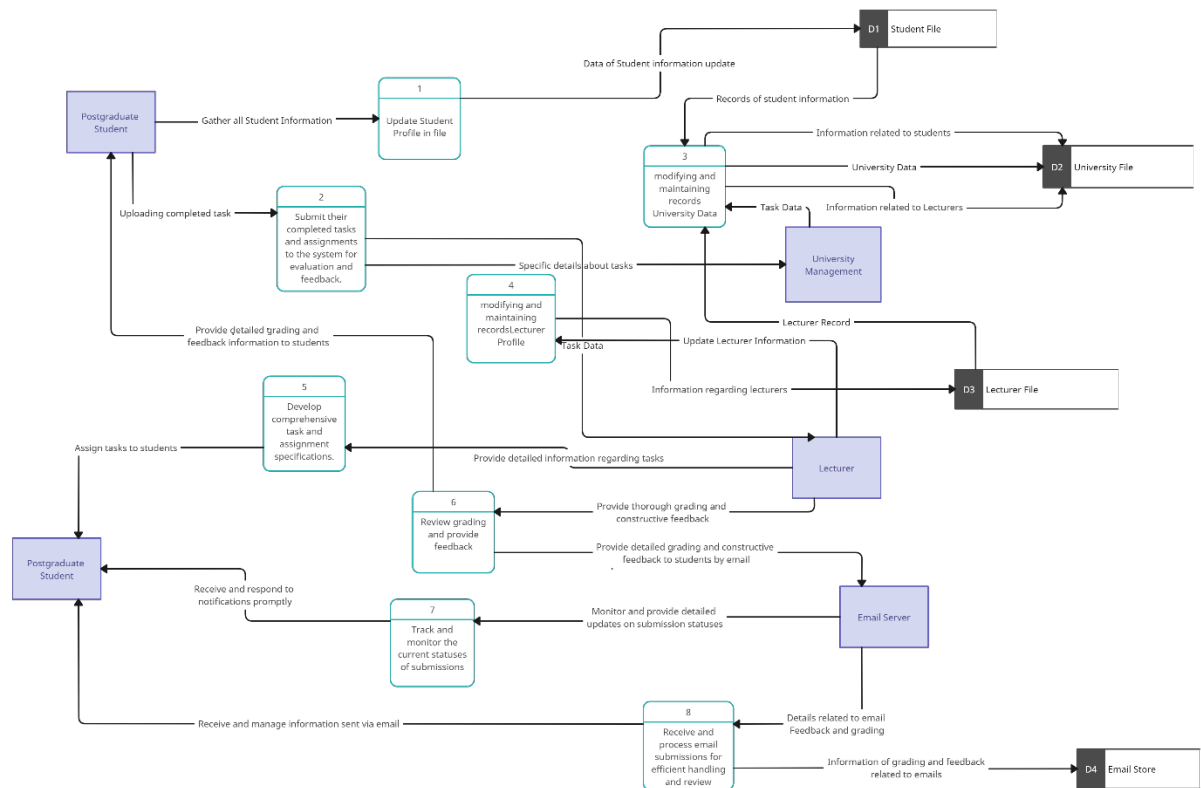 D1 Student File
Data of Student information update
1
Update Student
Profile in file
Postgraduate
Student
Gather all Student Information
Records of student information
Information related to students
3
modifying and
maintaining
records
University Data
University Data
D2 University File
Information related to Lecturers
Task Data
2
Submit their
completed tasks
and assignments
to the system for
evaluation and
feedback.
Uploading completed task
University
Management
Specific details about tasks
4
modifying and
maintaining
recordsLecturer
Profile
Lecturer Record
Provide detailed grading and
feedback information to students
Task Data
Update Lecturer Information
Information regarding lecturers
D3 Lecturer File
5
Develop
comprehensive
task and
assignment
specifications.
Assign tasks to students
Provide detailed information regarding tasks
Lecturer
6
Review grading
and provide
feedback
Provide thorough grading and
constructive feedback
Provide detailed grading and constructive
feedback to students by email
.
Postgraduate
Student
Receive and respond to
notifications promptly
7
Track and
monitor the
current statuses
of submissions
Monitor and provide detailed
updates on submission statuses
Email Server
Receive and manage information sent via email
8
Receive and
process email
submissions for
efficient handling
and review
Details related to email
Feedback and grading
Information of grading and feedback
related to emails
D4 Email Store